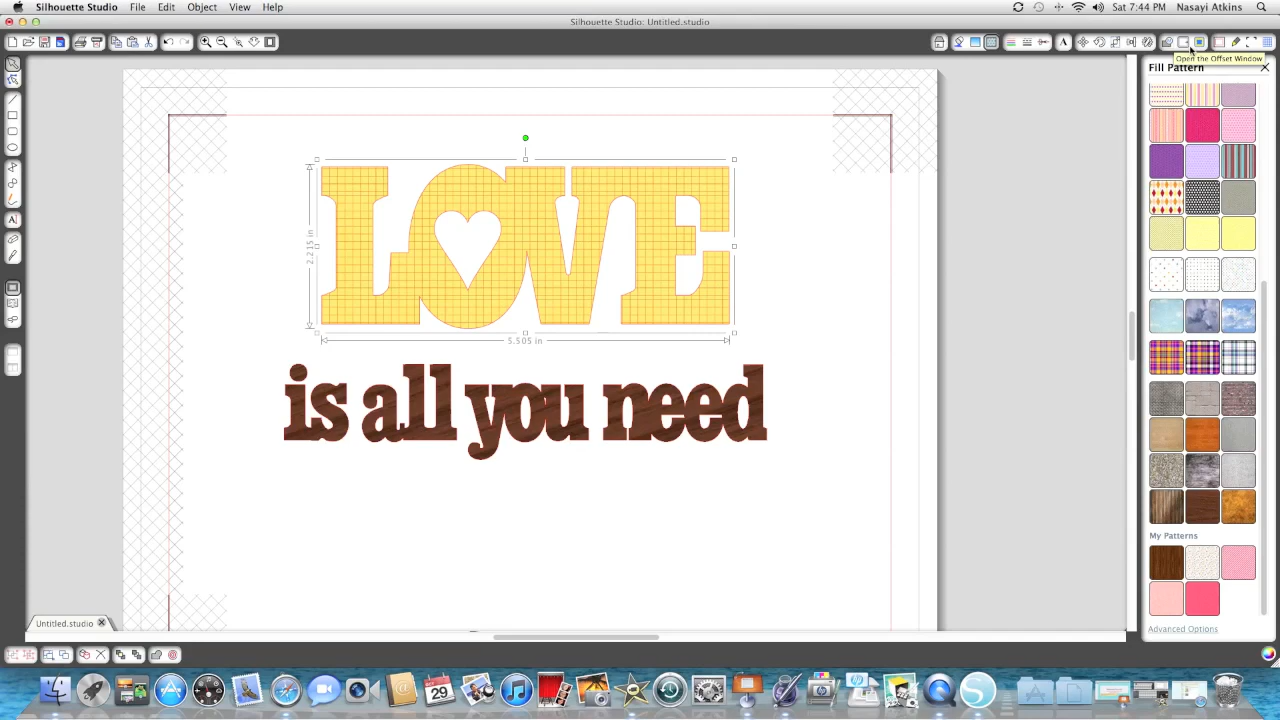 Silhouette Studio File Edit Object View Help Sat 7:44 PM Nasayi Atkins
Silhouette Studio: Untitled.studio
Open the Offset Window
Fill Pattern
LOVE
2.215 in
5.505 in
is all you need
My Patterns
Untitled.studio
Advanced Options